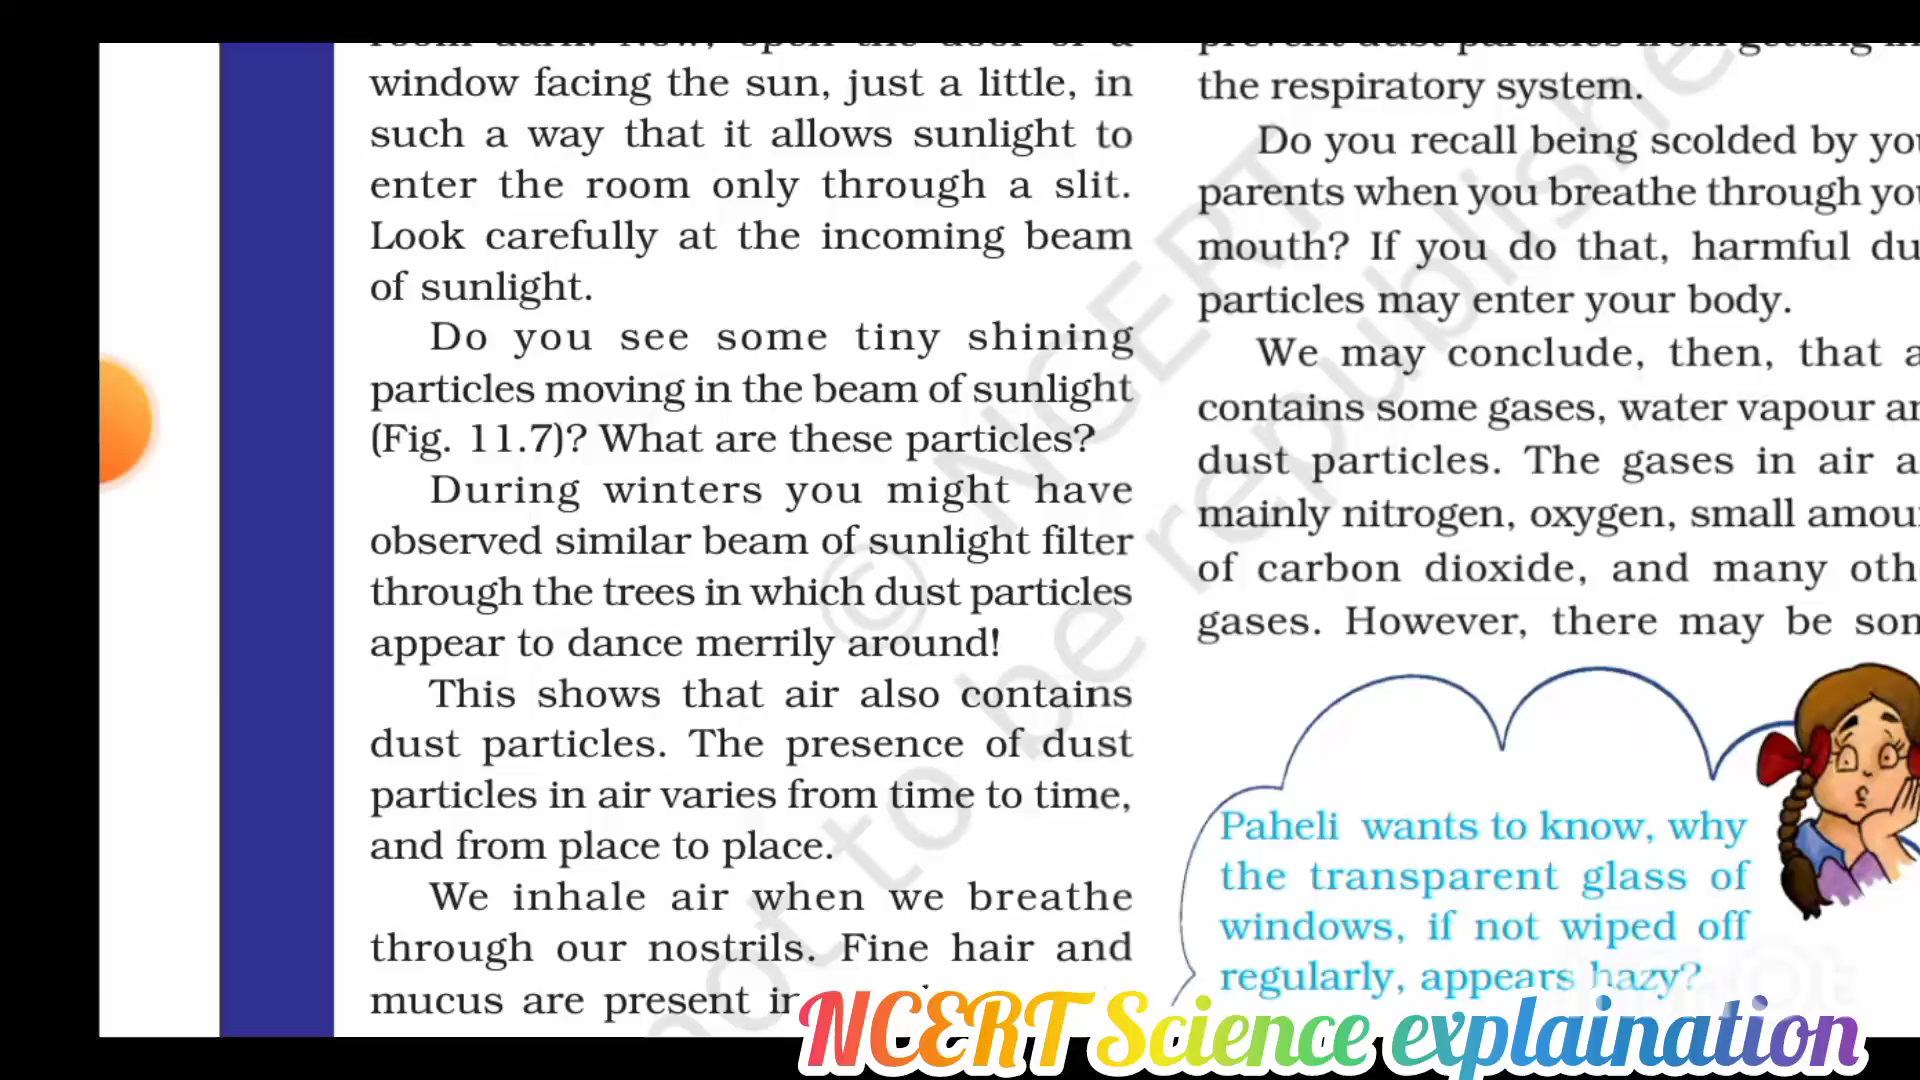 window facing the sun, just a little, in
such a way that it allows sunlight to
enter the room only through a slit.
Look carefully at the incoming beam
of sunlight.
Do you see some tiny shining
particles moving in the beam of sunlight
(Fig. 11.7)? What are these particles?
During winters you might have
observed similar beam of sunlight filter
through the trees in which dust particles
appear to dance merrily around!
This shows that air also contains
dust particles. The presence of dust
particles in air varies from time to time,
and from place to place.
We inhale air when we breathe
through our nostrils. Fine hair and
mucus are present
the respiratory system.
Do you recall being scolded by
parents when you breathe through
mouth? If you do that, harmful
particles may enter your body.
We may conclude, then, that
contains some gases, water vapour
dust particles. The gases in air
mainly nitrogen, oxygen, small
of carbon dioxide, and many
gases. However, there may be
Paheli wants to know, why
the transparent glass of
windows, if not wiped off
regularly, appears hazy?
© NCERT
not to be republishe
NCERT Science explaination